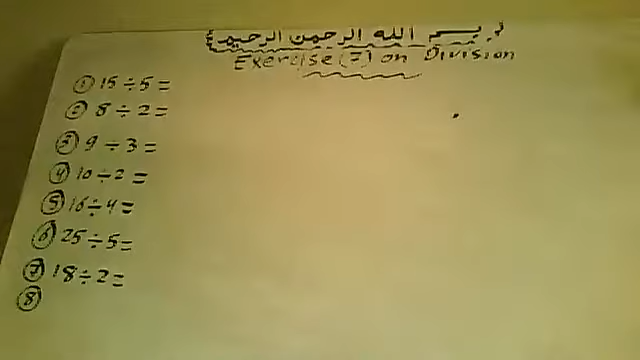 بسم الله الرحمن الرحيم
Exercise (7) on Division
① 15 ÷ 5 =
② 8 ÷ 2 =
③ 9 ÷ 3 =
④ 10 ÷ 2 =
⑤ 16 ÷ 4 =
⑥ 25 ÷ 5 =
⑦ 18 ÷ 2 =
⑧